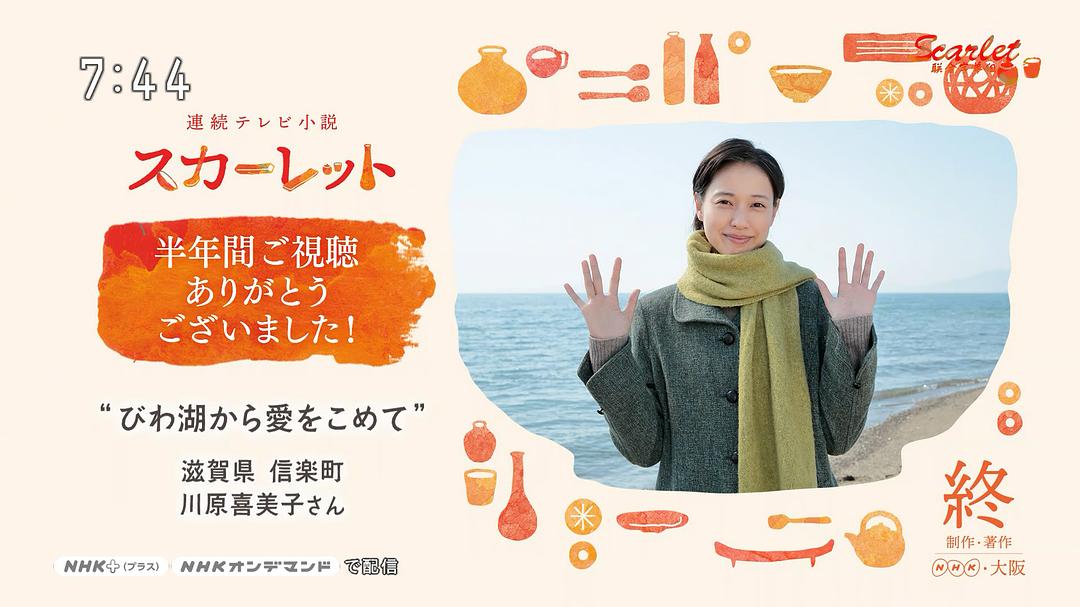 7:44
連続テレビ小説
スカーレット
半年間ご視聴
ありがとう
ございました!
“びわ湖から愛をこめて”
滋賀県 信楽町
川原喜美子さん
NHK+(プラス) NHKオンデマンド で配信
Scarlet
終
制作・著作
NHK・大阪